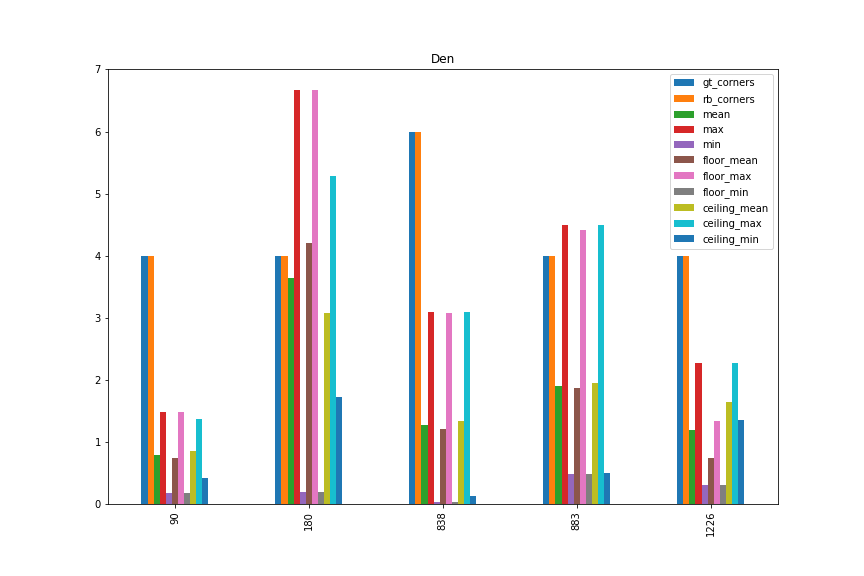 Den
7
6
5
4
3
2
1
0
gt_corners
rb_corners
mean
max
min
floor_mean
floor_max
floor_min
ceiling_mean
ceiling_max
ceiling_min
90
180
838
883
1226